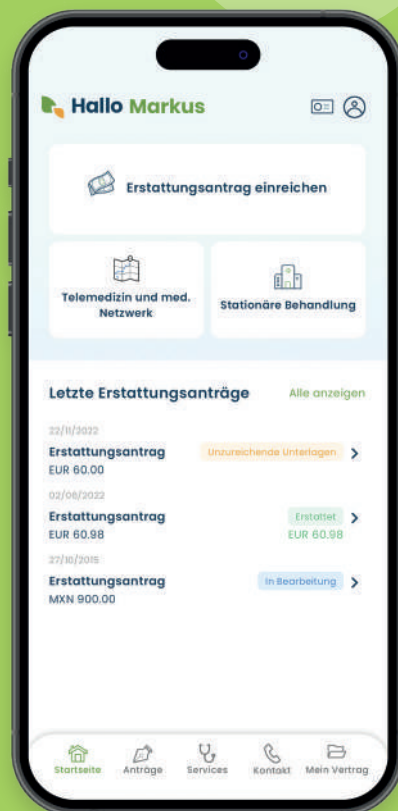 Hallo Markus
Erstattungsantrag einreichen
Telemedizin und med.
Netzwerk
Stationäre Behandlung
Letzte Erstattungsanträge Alle anzeigen
22/11/2022
Erstattungsantrag Unzureichende Unterlagen
EUR 60.00
02/06/2022
Erstattungsantrag Erstattet
EUR 60.98 EUR 60.98
27/10/2015
Erstattungsantrag In Bearbeitung
MXN 900.00
Startseite Anträge Services Kontakt Mein Vertrag